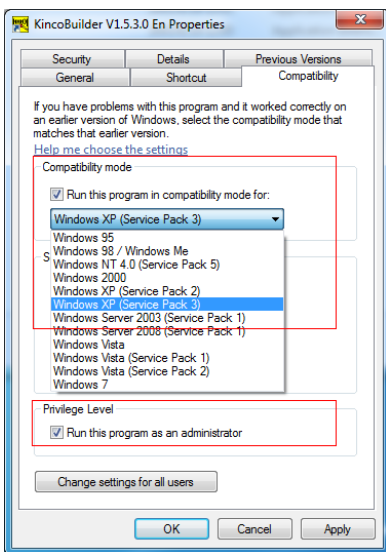 KincoBuilder V1.5.3.0 En Properties
Security Details Previous Versions
General Shortcut Compatibility
If you have problems with this program and it worked correctly on
an earlier version of Windows, select the compatibility mode that
matches that earlier version.
Help me choose the settings
Compatibility mode
Run this program in compatibility mode for:
Windows XP (Service Pack 3)
Windows 95
Windows 98 / Windows Me
Windows NT 4.0 (Service Pack 5)
Windows 2000
Windows XP (Service Pack 2)
Windows XP (Service Pack 3)
Windows Server 2003 (Service Pack 1)
Windows Server 2008 (Service Pack 1)
Windows Vista
Windows Vista (Service Pack 1)
Windows Vista (Service Pack 2)
Windows 7
Privilege Level
Run this program as an administrator
Change settings for all users
OK Cancel Apply